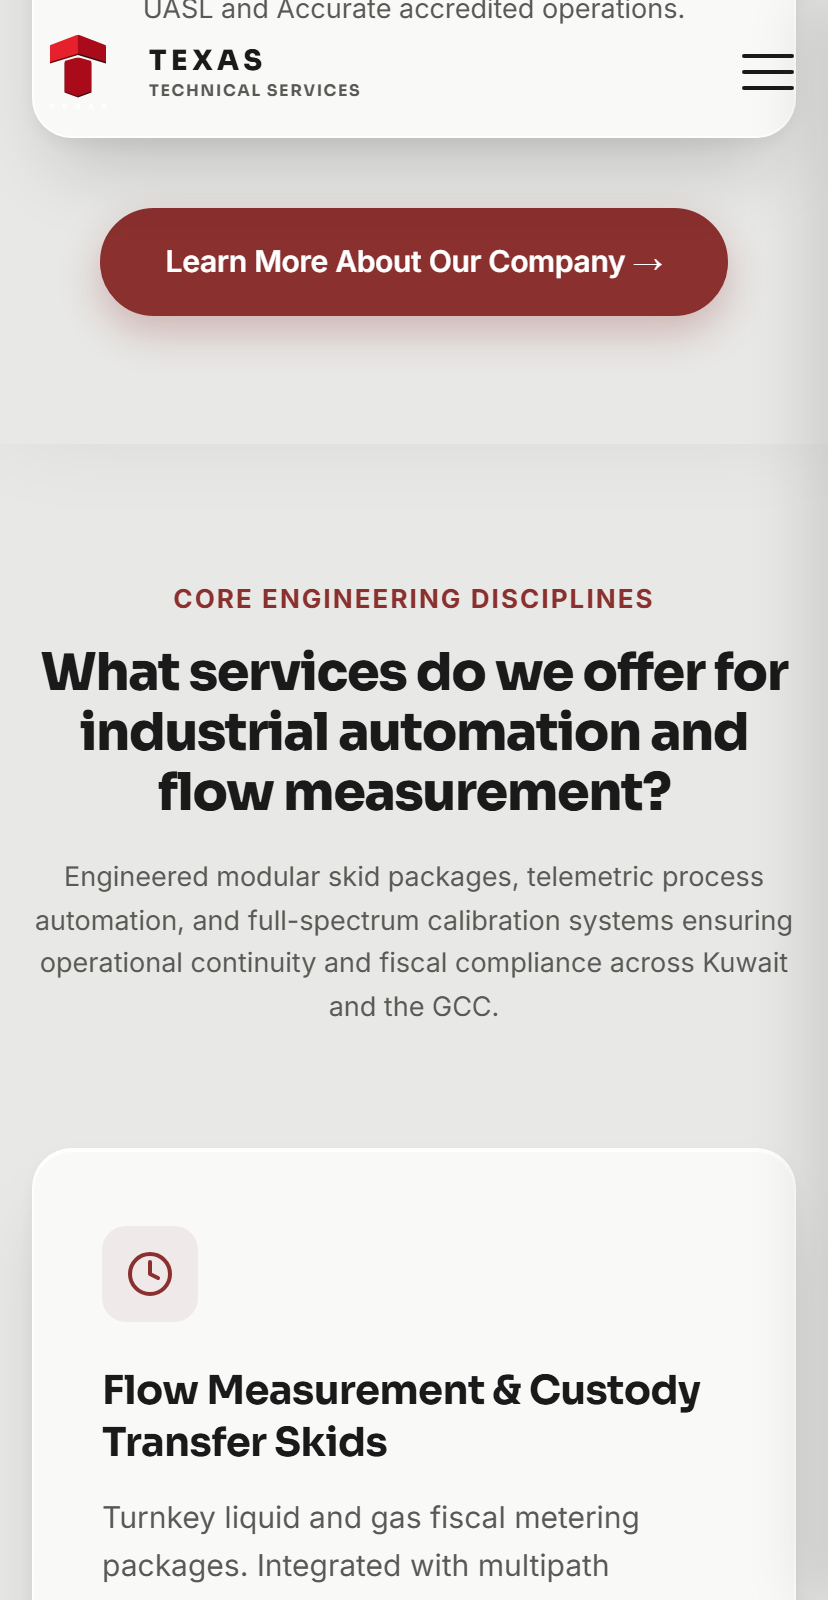 UASL and Accurate accredited operations.
TEXAS
TECHNICAL SERVICES
Learn More About Our Company →
CORE ENGINEERING DISCIPLINES
What services do we offer for
industrial automation and
flow measurement?
Engineered modular skid packages, telemetric process
automation, and full-spectrum calibration systems ensuring
operational continuity and fiscal compliance across Kuwait
and the GCC.
Flow Measurement & Custody
Transfer Skids
Turnkey liquid and gas fiscal metering
packages. Integrated with multipath